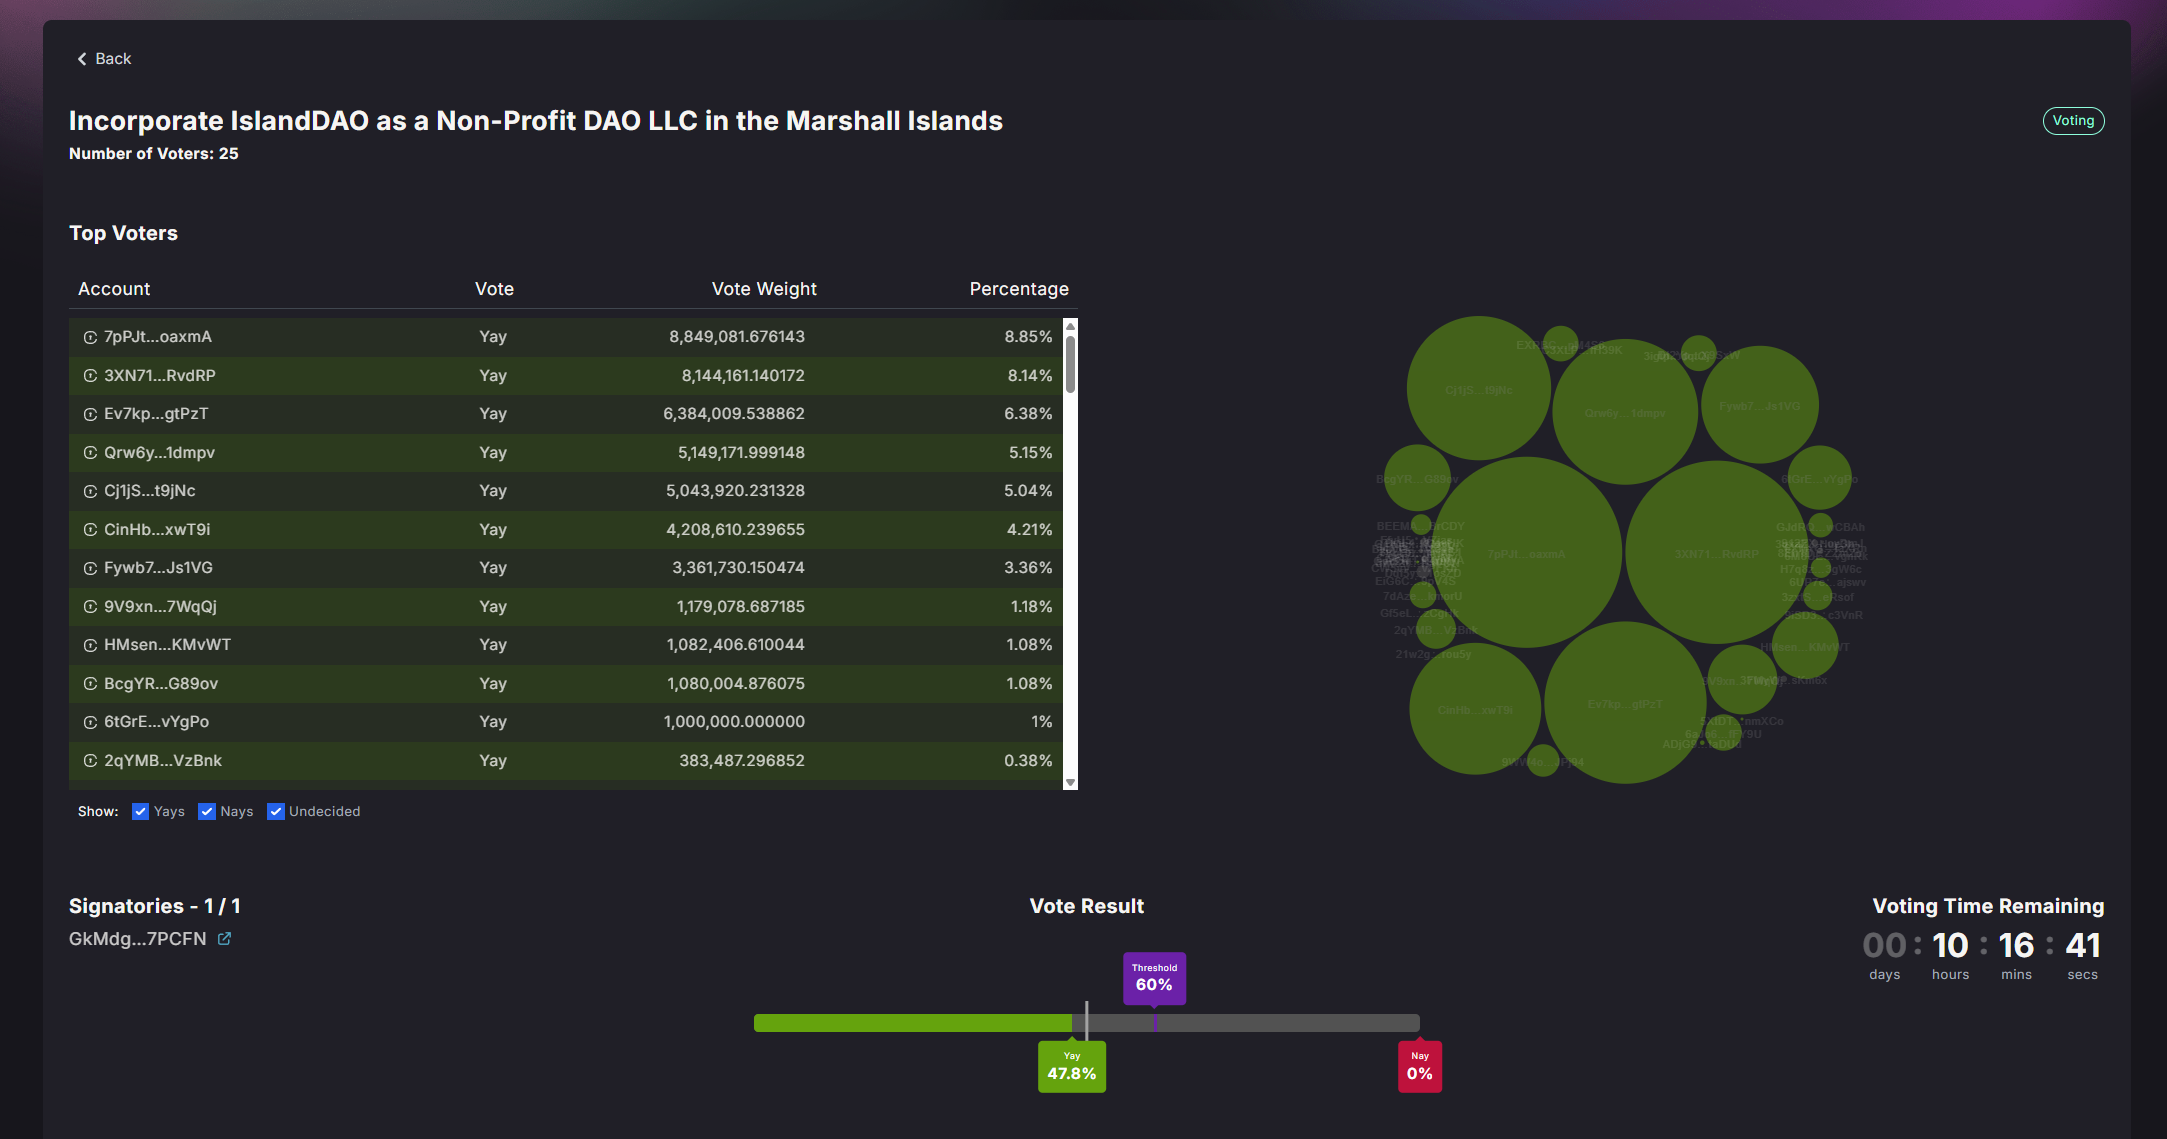 Back
Incorporate IslandDAO as a Non-Profit DAO LLC in the Marshall Islands
Voting
Number of Voters: 25
Top Voters
Account Vote Vote Weight Percentage
7pPJt...oaxmA Yay 8,849,081.676143 8.85%
3XN71...RvdRP Yay 8,144,161.140172 8.14%
Ev7kp...gtPzT Yay 6,384,009.538862 6.38%
Qrw6y...1dmpv Yay 5,149,171.999148 5.15%
Cj1jS...t9jNc Yay 5,043,920.231328 5.04%
CinHb...xwT9i Yay 4,208,610.239655 4.21%
Fywb7...Js1VG Yay 3,361,730.150474 3.36%
9V9xn...7WqQj Yay 1,179,078.687185 1.18%
HMsen...KMvWT Yay 1,082,406.610044 1.08%
BcgYR...G89ov Yay 1,080,004.876075 1.08%
6tGrE...vYgPo Yay 1,000,000.000000 1%
2qYMB...VzBnk Yay 383,487.296852 0.38%
Show: Yays Nays Undecided
Cj1jS...t9jNc
Qrw6y...1dmpv
Fywb7...Js1VG
BcgYR...G89ov
6tGrE...vYgPo
7pPJt...oaxmA
3XN71...RvdRP
2qYMB...VzBnk
HMsen...KMvWT
CinHb...xwT9i
Ev7kp...gtPzT
Signatories - 1 / 1
GkMdg...7PCFN
Vote Result
Threshold
60%
Yay
47.8%
Nay
0%
Voting Time Remaining
00 : 10 : 16 : 41
days hours mins secs